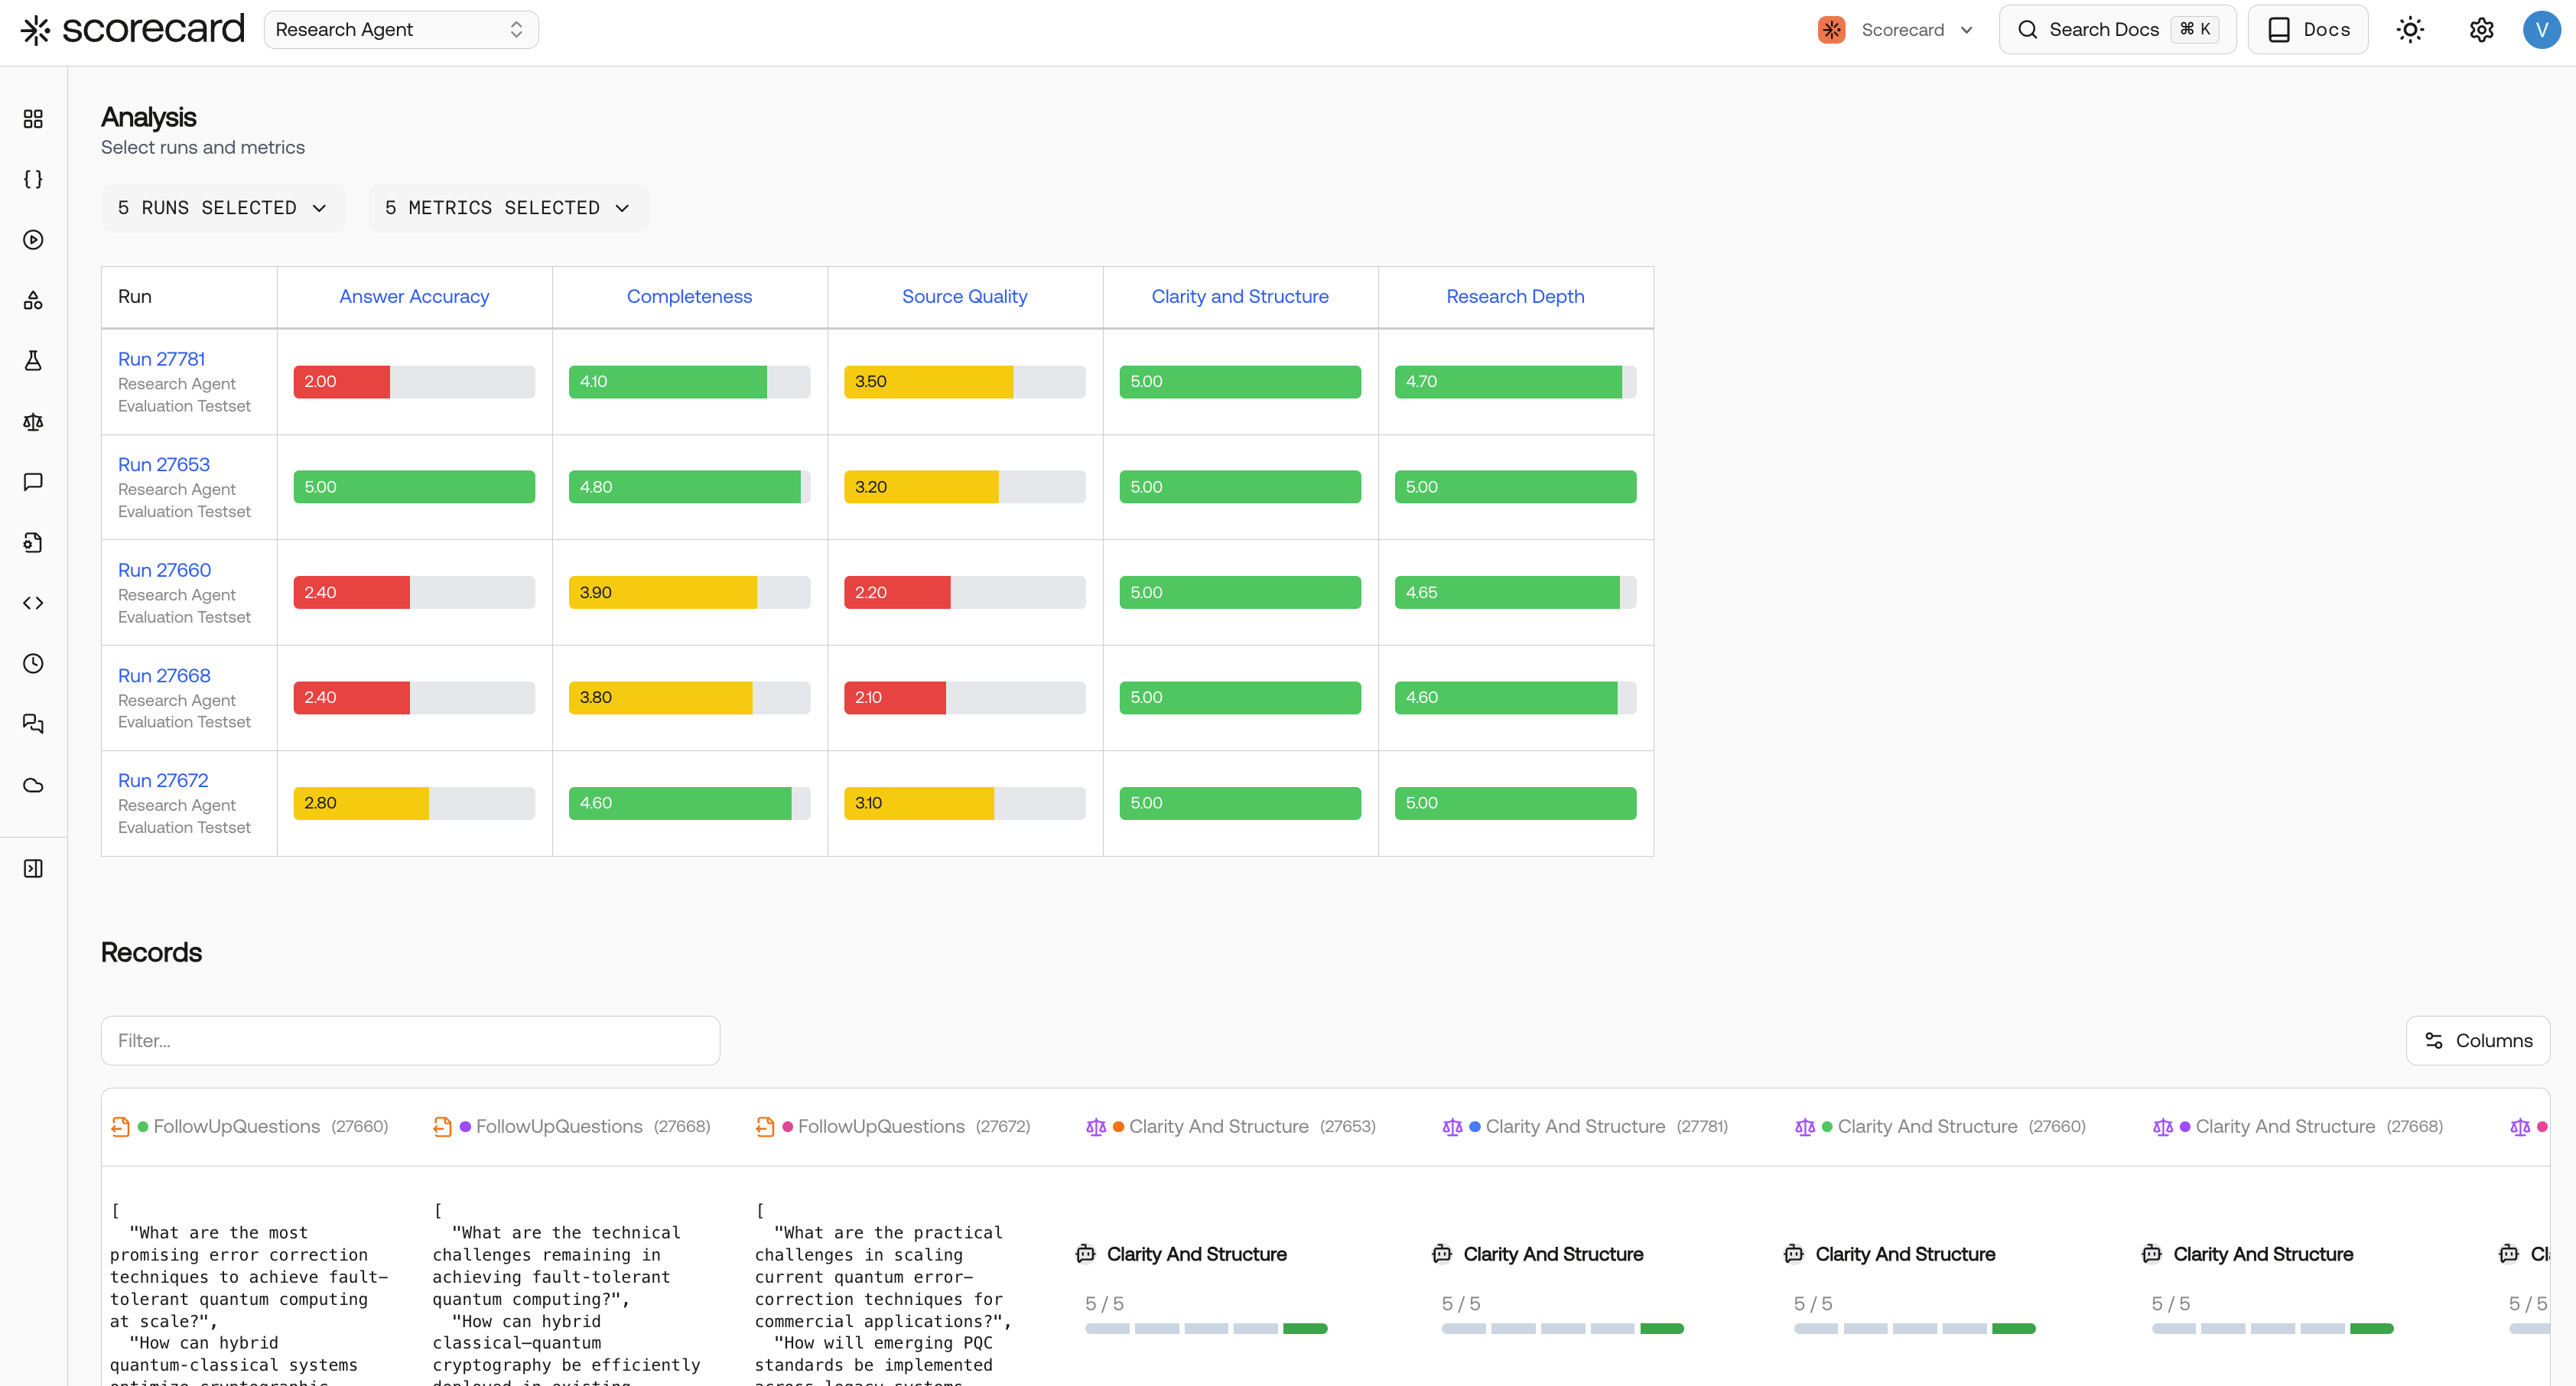 scorecard
Research Agent
Scorecard
Search Docs ⌘ K
Docs
V
Analysis
Select runs and metrics
5 RUNS SELECTED
5 METRICS SELECTED
Run Answer Accuracy Completeness Source Quality Clarity and Structure Research Depth
Run 27781
Research Agent
Evaluation Testset
2.00 4.10 3.50 5.00 4.70
Run 27653
Research Agent
Evaluation Testset
5.00 4.80 3.20 5.00 5.00
Run 27660
Research Agent
Evaluation Testset
2.40 3.90 2.20 5.00 4.65
Run 27668
Research Agent
Evaluation Testset
2.40 3.80 2.10 5.00 4.60
Run 27672
Research Agent
Evaluation Testset
2.80 4.60 3.10 5.00 5.00
Records
Filter...
Columns
FollowUpQuestions (27660) FollowUpQuestions (27668) FollowUpQuestions (27672) Clarity And Structure (27653) Clarity And Structure (27781) Clarity And Structure (27660) Clarity And Structure (27668)
[
"What are the most
promising error correction
techniques to achieve fault-
tolerant quantum computing
at scale?",
"How can hybrid
quantum-classical systems
optimize cryptographic
[
"What are the technical
challenges remaining in
achieving fault-tolerant
quantum computing?",
"How can hybrid
classical-quantum
cryptography be efficiently
deployed in existing
[
"What are the practical
challenges in scaling
current quantum error-
correction techniques for
commercial applications?",
"How will emerging PQC
standards be implemented
across legacy systems
Clarity And Structure
5 / 5
Clarity And Structure
5 / 5
Clarity And Structure
5 / 5
Clarity And Structure
5 / 5
5 / 5